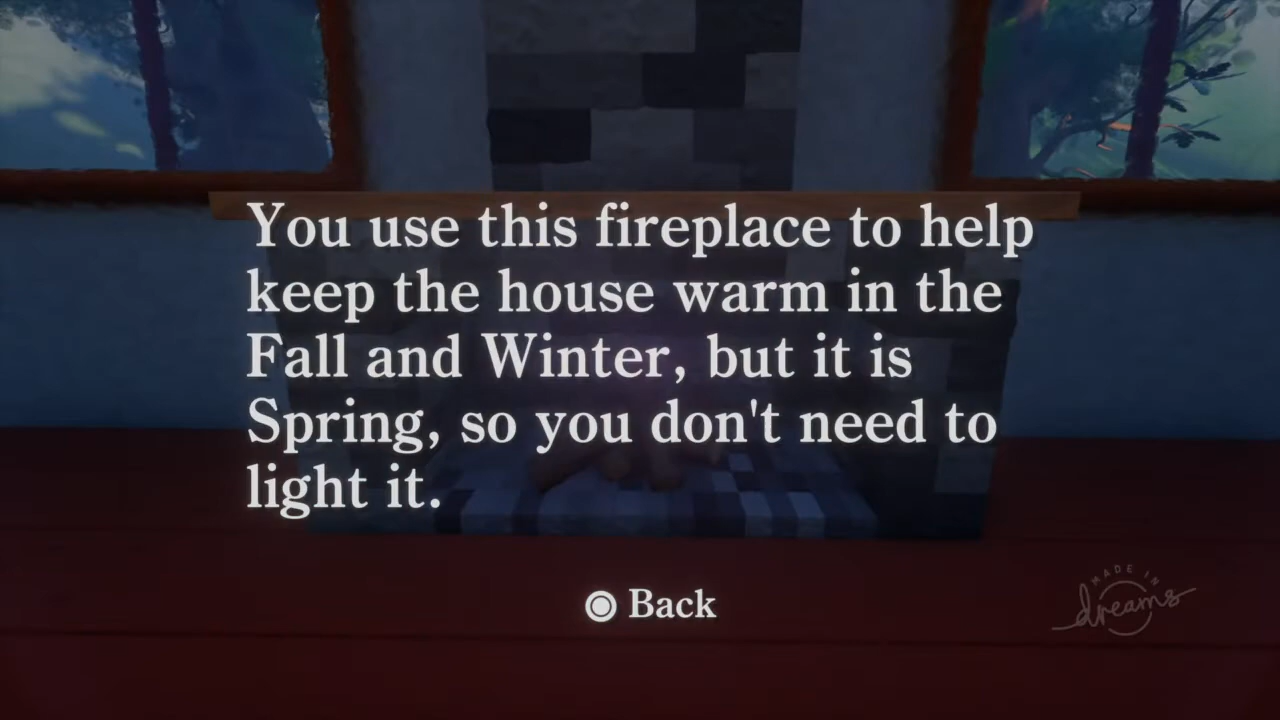 You use this fireplace to help
keep the house warm in the
Fall and Winter, but it is
Spring, so you don't need to
light it.
Back
MADE IN
dreams